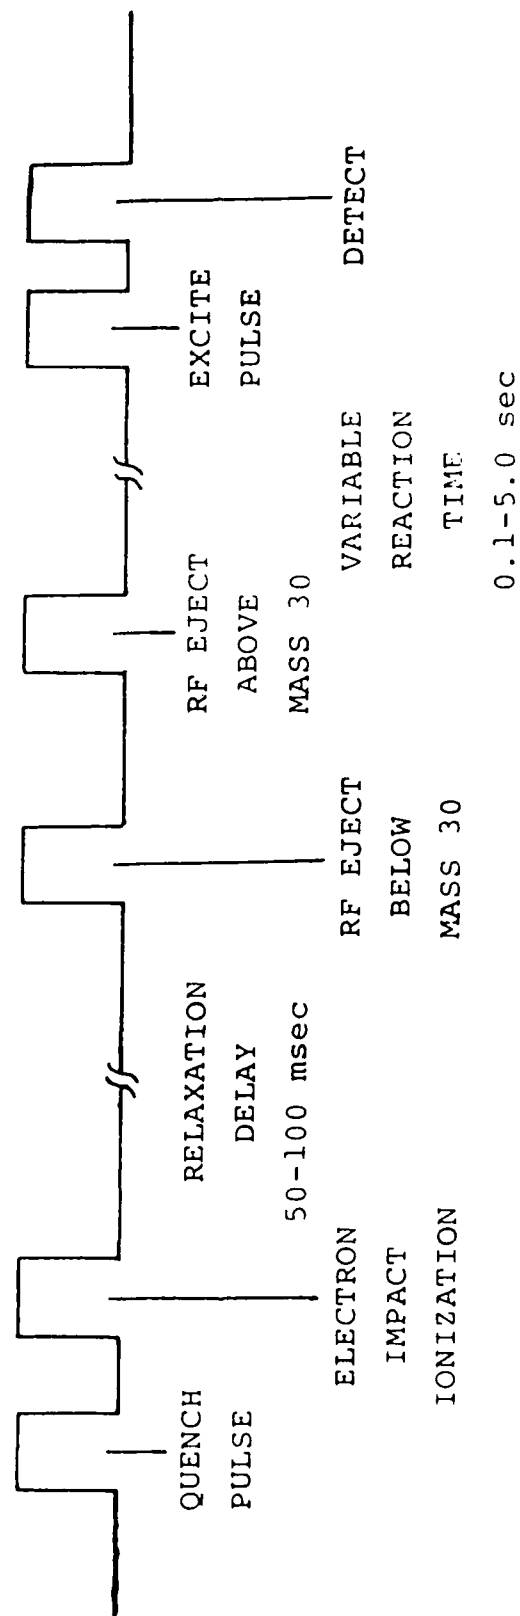 QUENCH
PULSE
ELECTRON
IMPACT
IONIZATION
RELAXATION
DELAY
50-100 msec
RF EJECT
BELOW
MASS 30
RF EJECT
ABOVE
MASS 30
VARIABLE
REACTION
TIME
0.1-5.0 sec
EXCITE
PULSE
DETECT